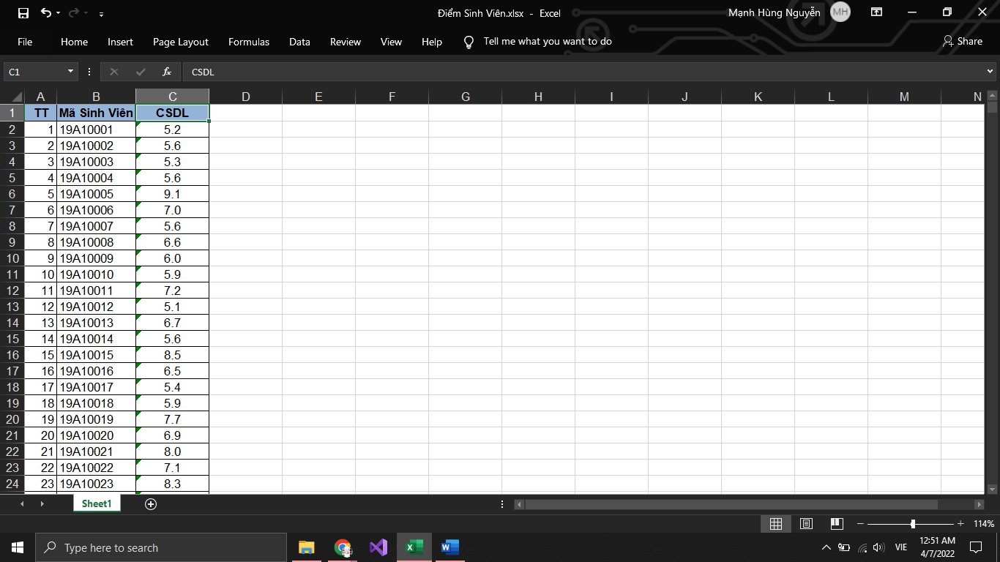 Điểm Sinh Viên.xlsx - Excel
Mạnh Hùng Nguyễn MH
File Home Insert Page Layout Formulas Data Review View Help Tell me what you want to do Share
C1 fx CSDL
A B C D E F G H I J K L M N
1 TT Mã Sinh Viên CSDL
2 1 19A10001 5.2
3 2 19A10002 5.6
4 3 19A10003 5.3
5 4 19A10004 5.6
6 5 19A10005 9.1
7 6 19A10006 7.0
8 7 19A10007 5.6
9 8 19A10008 6.6
10 9 19A10009 6.0
11 10 19A10010 5.9
12 11 19A10011 7.2
13 12 19A10012 5.1
14 13 19A10013 6.7
15 14 19A10014 5.6
16 15 19A10015 8.5
17 16 19A10016 6.5
18 17 19A10017 5.4
19 18 19A10018 5.9
20 19 19A10019 7.7
21 20 19A10020 6.9
22 21 19A10021 8.0
23 22 19A10022 7.1
24 23 19A10023 8.3
Sheet1
114%
Type here to search
VIE
12:51 AM
4/7/2022